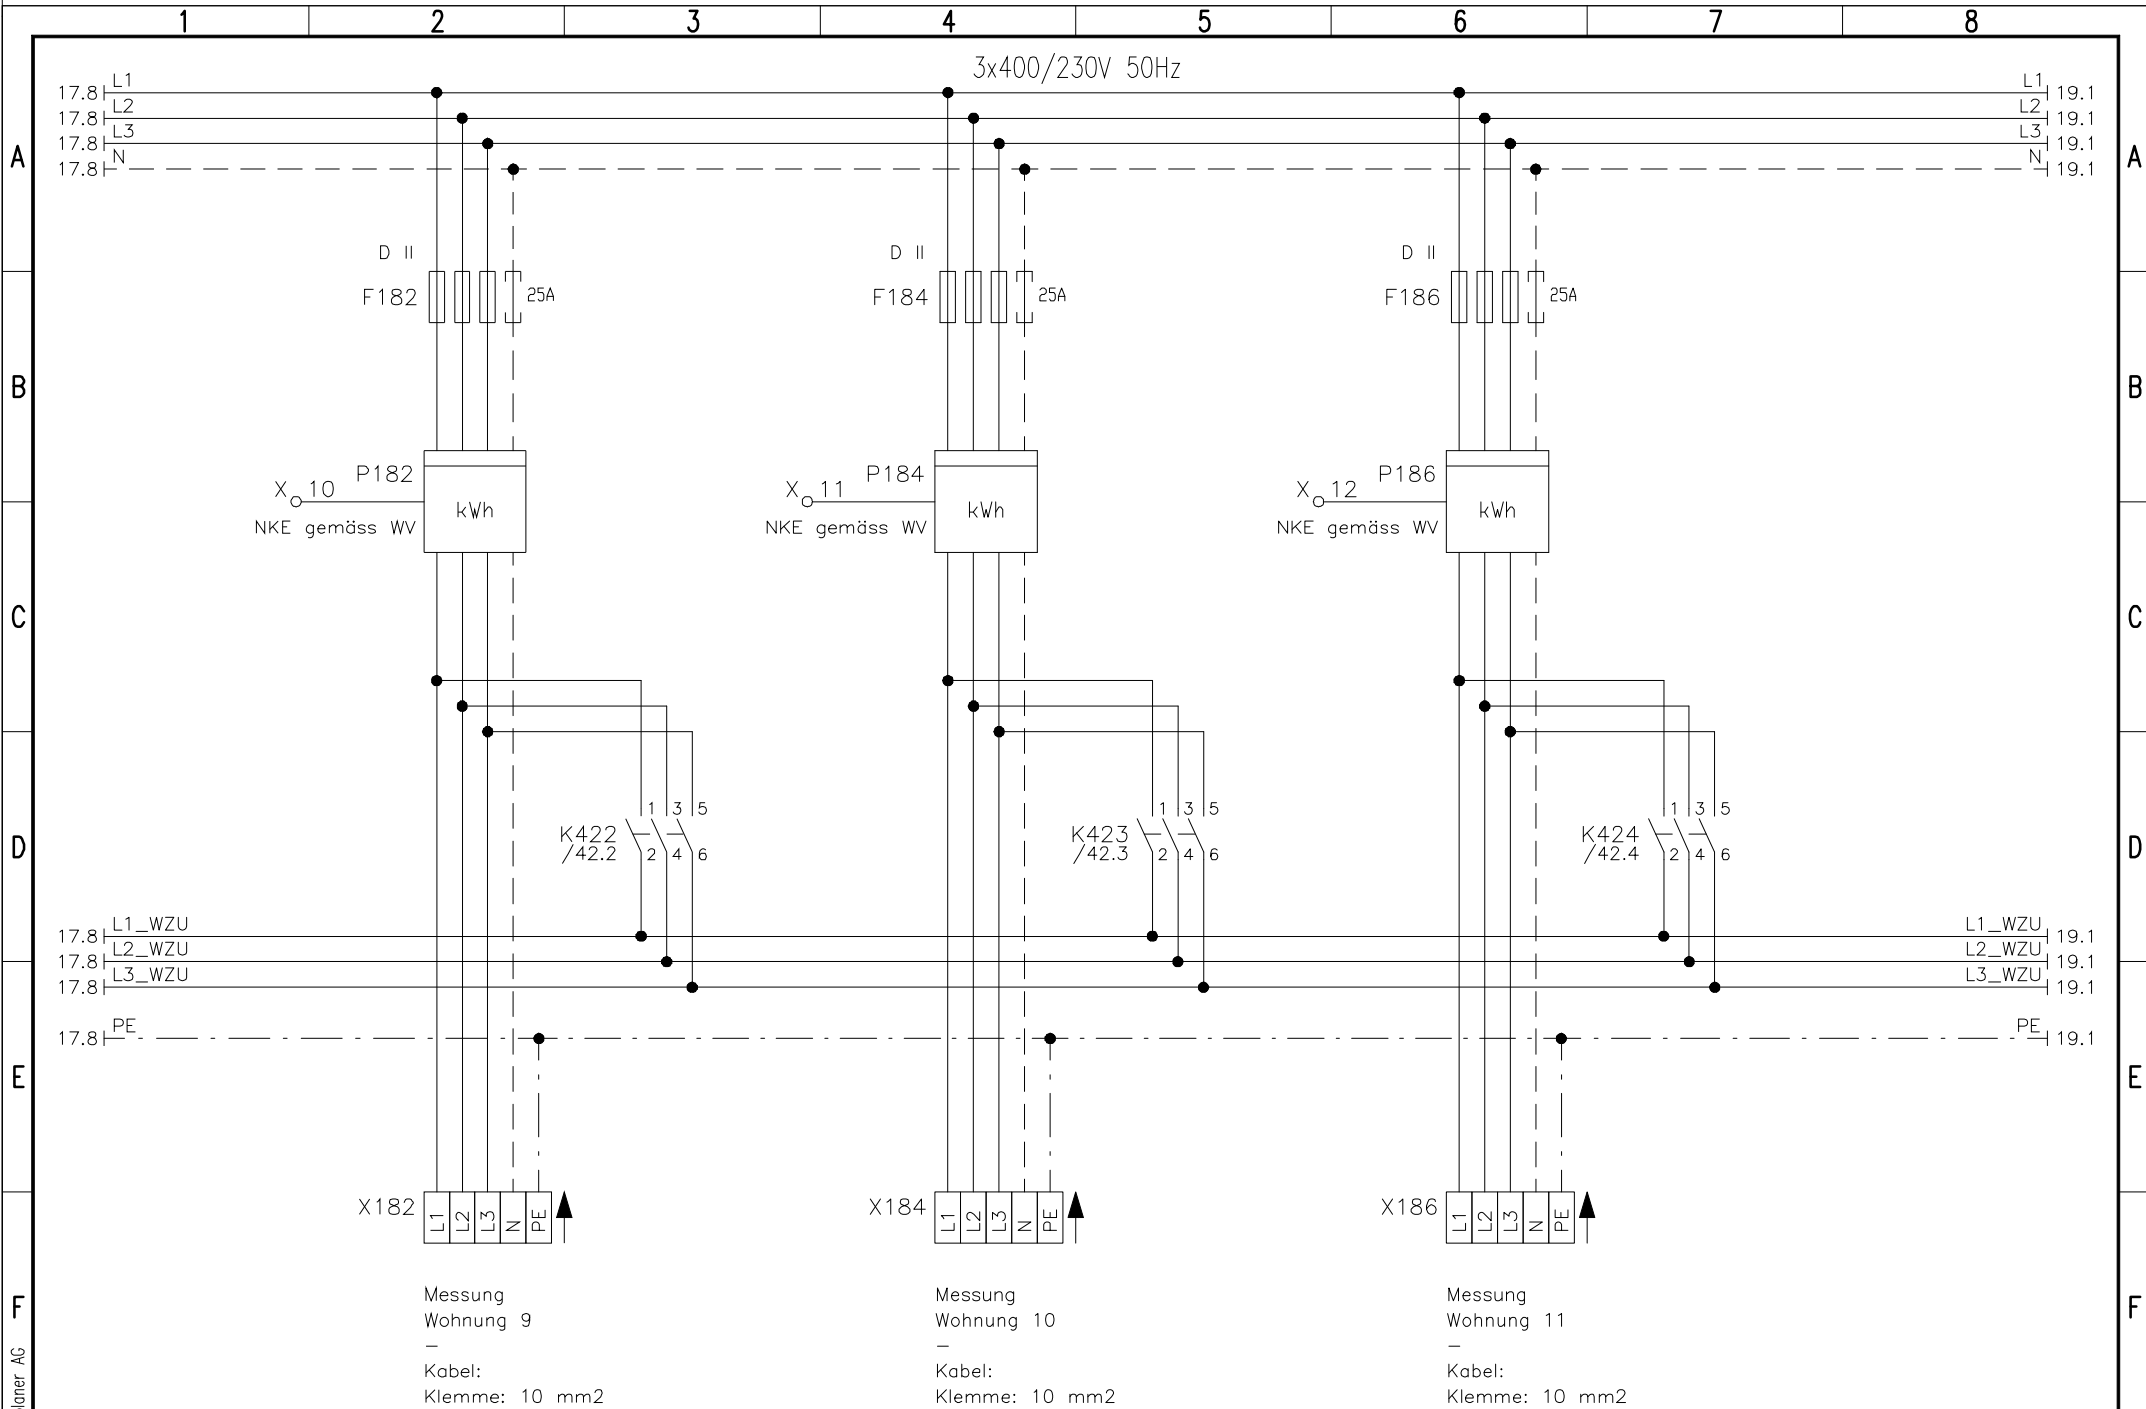 1 2 3 4 5 6 7 8
3x400/230V 50Hz
17.8 L1 L1 19.1
17.8 L2 L2 19.1
17.8 L3 L3 19.1
17.8 N N 19.1
A A
D II D II D II
F182 25A F184 25A F186 25A
B B
P182 P184 P186
X 10 kWh X 11 kWh X 12 kWh
NKE gemäss WV NKE gemäss WV NKE gemäss WV
C C
1 3 5 1 3 5 1 3 5
K422 K423 K424
/42.2 2 4 6 /42.3 2 4 6 /42.4 2 4 6
D D
17.8 L1_WZU L1_WZU 19.1
17.8 L2_WZU L2_WZU 19.1
17.8 L3_WZU L3_WZU 19.1
17.8 PE PE 19.1
E E
X182 L1 L2 L3 N PE X184 L1 L2 L3 N PE X186 L1 L2 L3 N PE
F F
Messung
Wohnung 9
–
Kabel:
Klemme: 10 mm2
Messung
Wohnung 10
–
Kabel:
Klemme: 10 mm2
Messung
Wohnung 11
–
Kabel:
Klemme: 10 mm2
AG